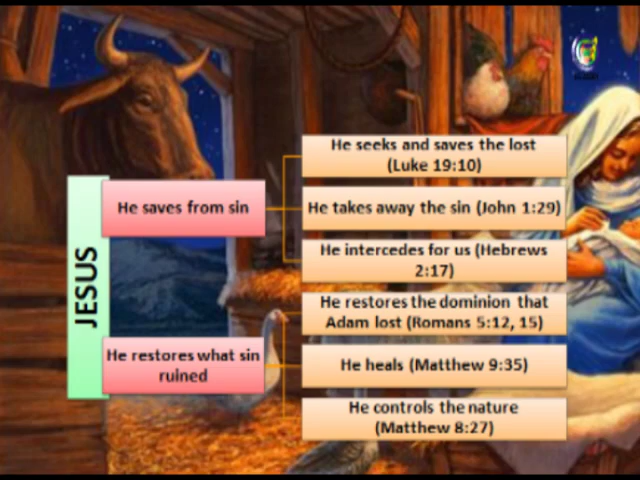 JESUS
He saves from sin
He seeks and saves the lost
(Luke 19:10)
He takes away the sin (John 1:29)
He intercedes for us (Hebrews
2:17)
He restores what sin
ruined
He restores the dominion that
Adam lost (Romans 5:12, 15)
He heals (Matthew 9:35)
He controls the nature
(Matthew 8:27)